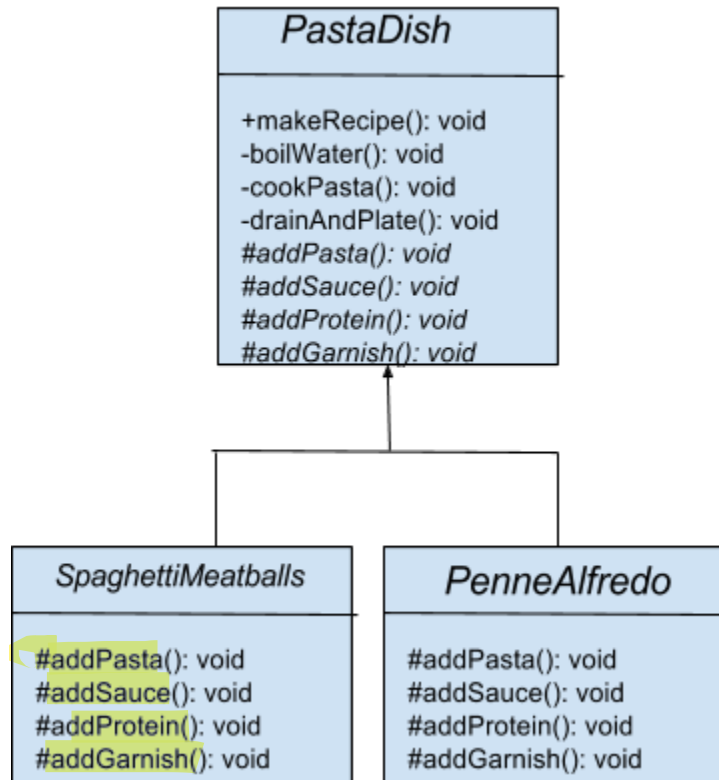 PastaDish
+makeRecipe(): void
-boilWater(): void
-cookPasta(): void
-drainAndPlate(): void
#addPasta(): void
#addSauce(): void
#addProtein(): void
#addGarnish(): void
SpaghettiMeatballs
#addPasta(): void
#addSauce(): void
#addProtein(): void
#addGarnish(): void
PenneAlfredo
#addPasta(): void
#addSauce(): void
#addProtein(): void
#addGarnish(): void